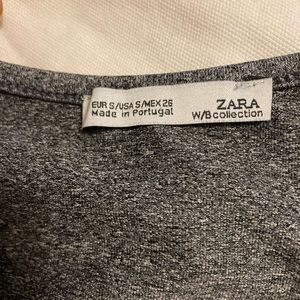 EUR S/USA S/MEX 26
Made in Portugal
ZARA
W/B collection